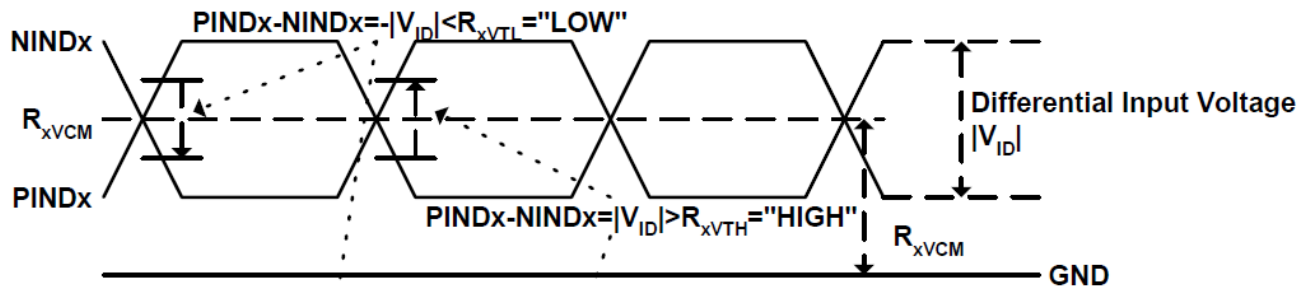 PINDx-NINDx=-|VID|<RxVTL="LOW"
NINDx
RxVCM
Differential Input Voltage
|VID|
PINDx
PINDx-NINDx=|VID|>RxVTH="HIGH"
RxVCM
GND